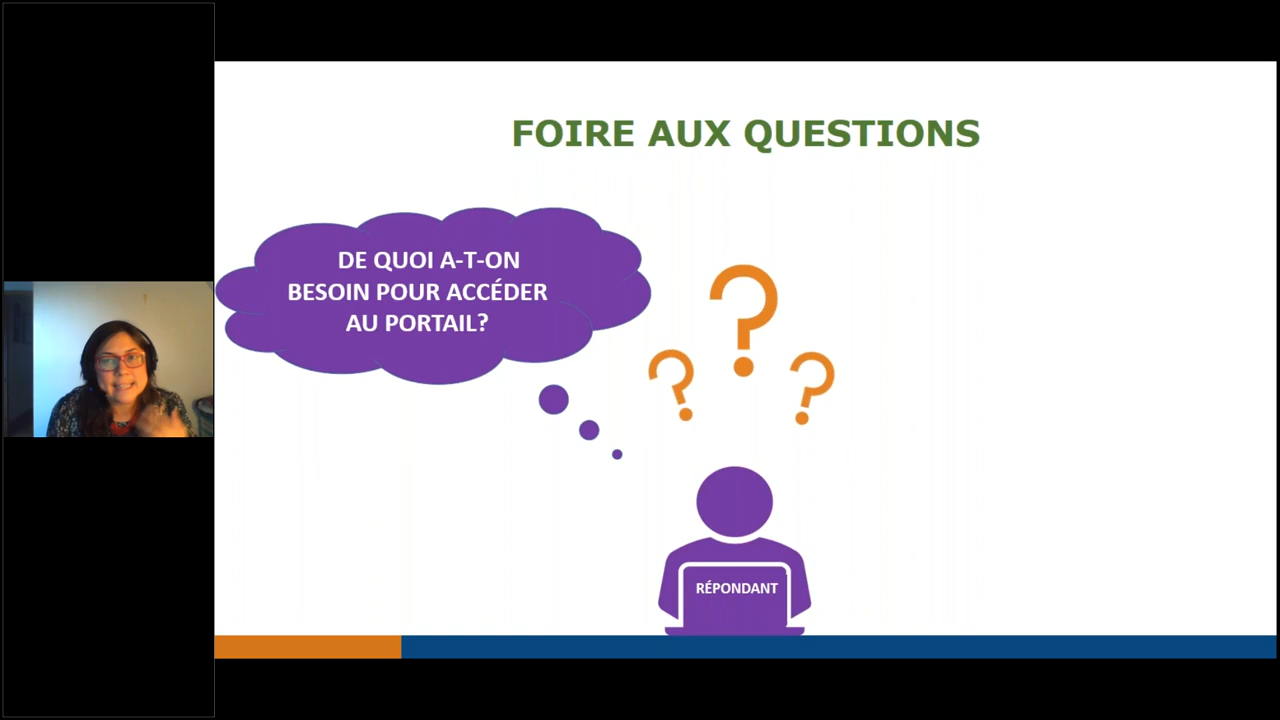 FOIRE AUX QUESTIONS
DE QUOI A-T-ON
BESOIN POUR ACCÉDER
AU PORTAIL?
RÉPONDANT